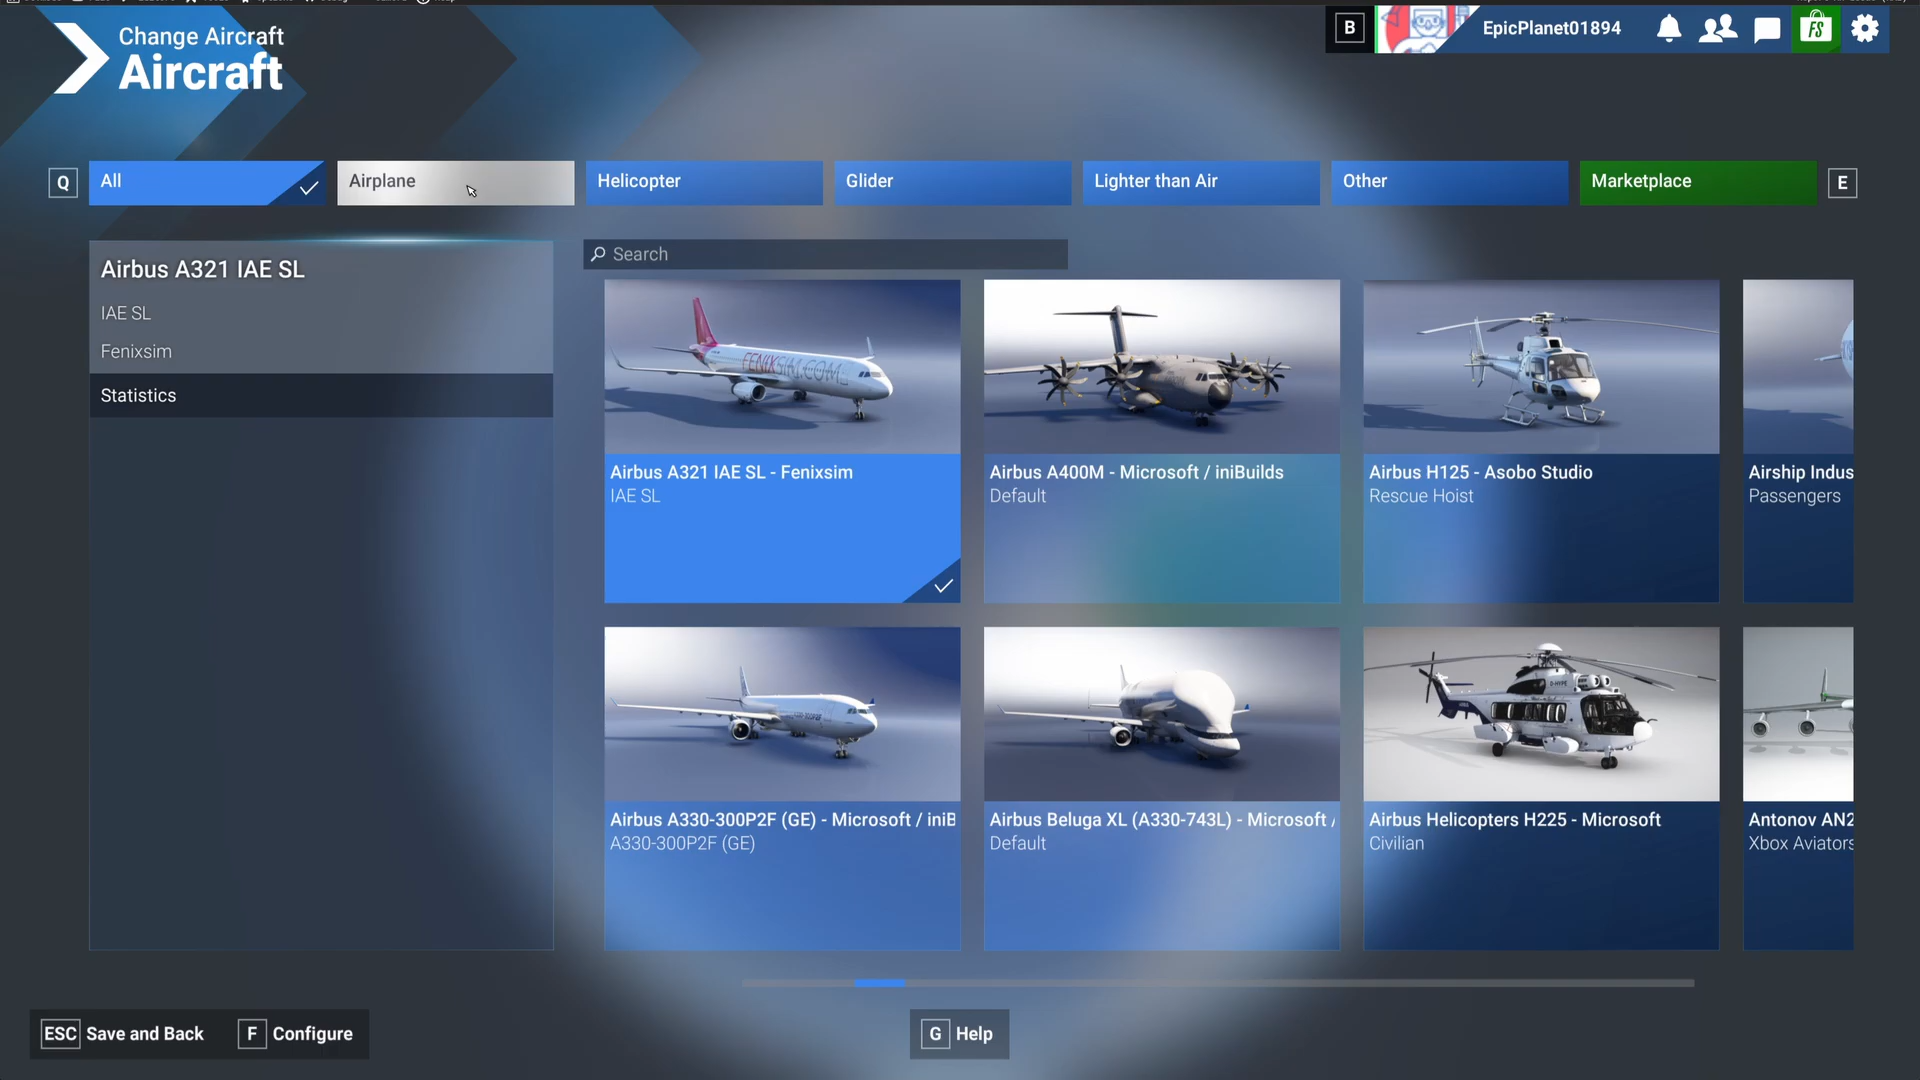 Change Aircraft
Aircraft
B
EpicPlanet01894
FS
Q
All
Airplane
Helicopter
Glider
Lighter than Air
Other
Marketplace
E
Airbus A321 IAE SL
IAE SL
Fenixsim
Statistics
Search
FENIXSIM.COM
Airbus A321 IAE SL - Fenixsim
IAE SL
Airbus A400M - Microsoft / iniBuilds
Default
Airbus H125 - Asobo Studio
Rescue Hoist
Airship Indus
Passengers
Airbus A330-300P2F (GE) - Microsoft / iniB
A330-300P2F (GE)
Airbus Beluga XL (A330-743L) - Microsoft /
Default
Airbus Helicopters H225 - Microsoft
Civilian
Antonov AN2
Xbox Aviators
ESC Save and Back
F Configure
G Help